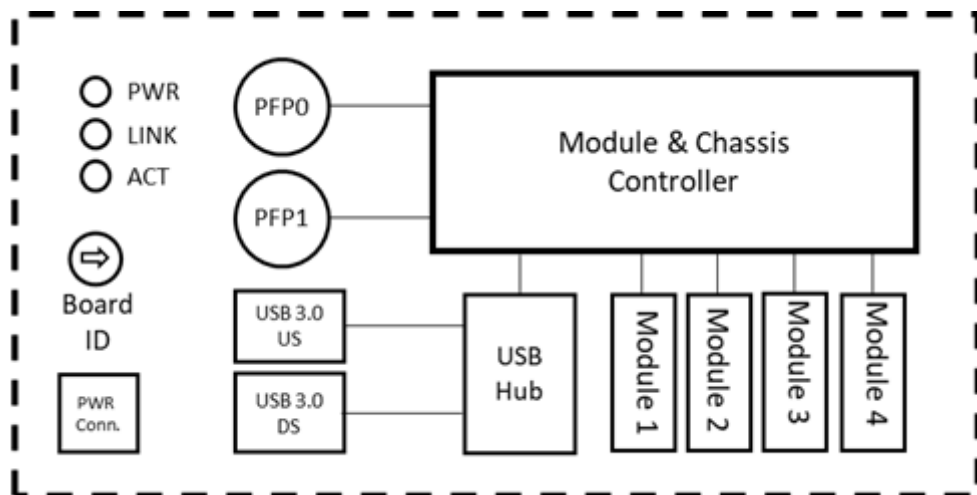 PWR
LINK
ACT
Board
ID
PWR
Conn.
PFP0
PFP1
USB 3.0
US
USB 3.0
DS
Module & Chassis
Controller
USB
Hub
Module 1
Module 2
Module 3
Module 4